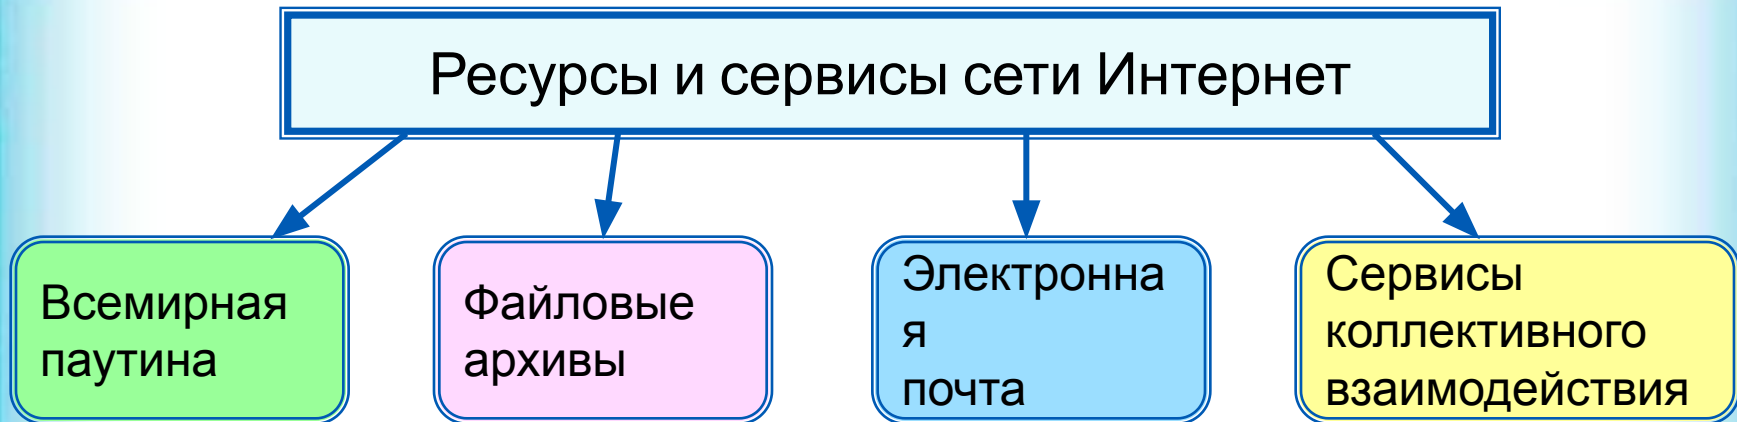 Ресурсы и сервисы сети Интернет
Всемирная
паутина
Файловые
архивы
Электронна
я
почта
Сервисы
коллективного
взаимодействия